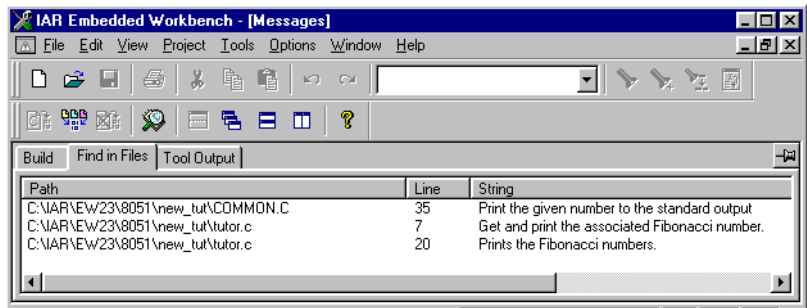 IAR Embedded Workbench - [Messages]
File Edit View Project Tools Options Window Help
Build Find in Files Tool Output
Path Line String
C:\IAR\EW23\8051\new_tut\COMMON.C 35 Print the given number to the standard output
C:\IAR\EW23\8051\new_tut\tutor.c 7 Get and print the associated Fibonacci number.
C:\IAR\EW23\8051\new_tut\tutor.c 20 Prints the Fibonacci numbers.